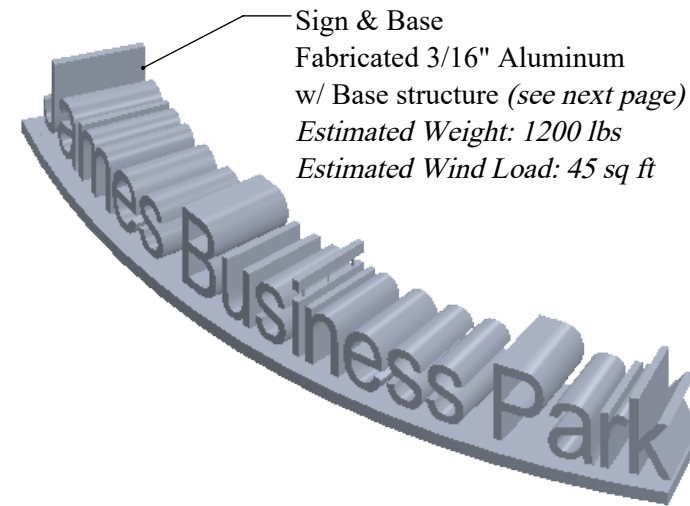 Sign & Base
Fabricated 3/16" Aluminum
w/ Base structure (see next page)
Estimated Weight: 1200 lbs
Estimated Wind Load: 45 sq ft
James Business Park